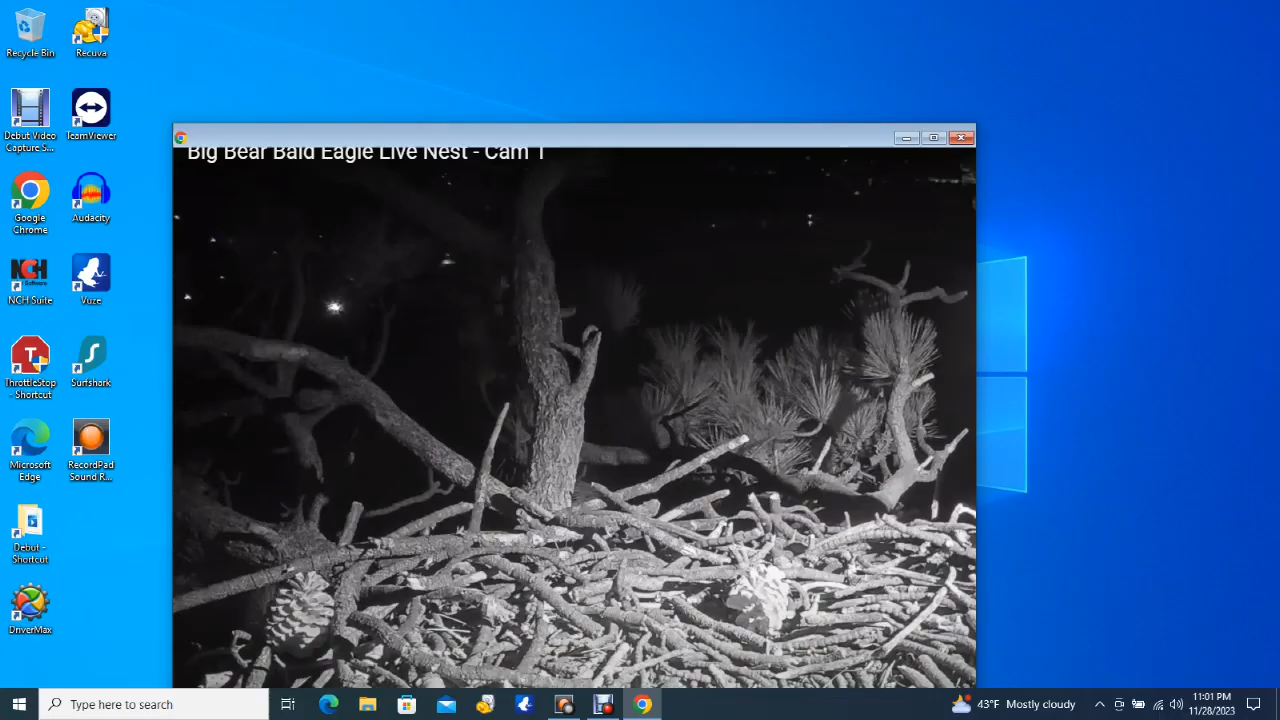 Recycle Bin
Recuva
Debut Video
Capture S...
TeamViewer
Google
Chrome
Audacity
NCH
Software
NCH Suite
Vuze
ThrottleStop
- Shortcut
Surfshark
Microsoft
Edge
RecordPad
Sound R...
Debut -
Shortcut
DriverMax
Big Bear Bald Eagle Live Nest - Cam 1
Type here to search
43°F Mostly cloudy
11:01 PM
11/28/2023